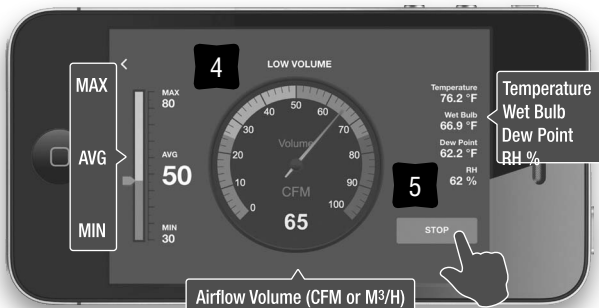 MAX
AVG
MIN
<
4
LOW VOLUME
MAX
80
AVG
50
MIN
30
0
10
20
30
40
50
60
70
80
90
100
Volume
CFM
65
Temperature
76.2 °F
Wet Bulb
66.9 °F
Dew Point
62.2 °F
RH
62 %
5
STOP
Temperature
Wet Bulb
Dew Point
RH %
Airflow Volume (CFM or M³/H)